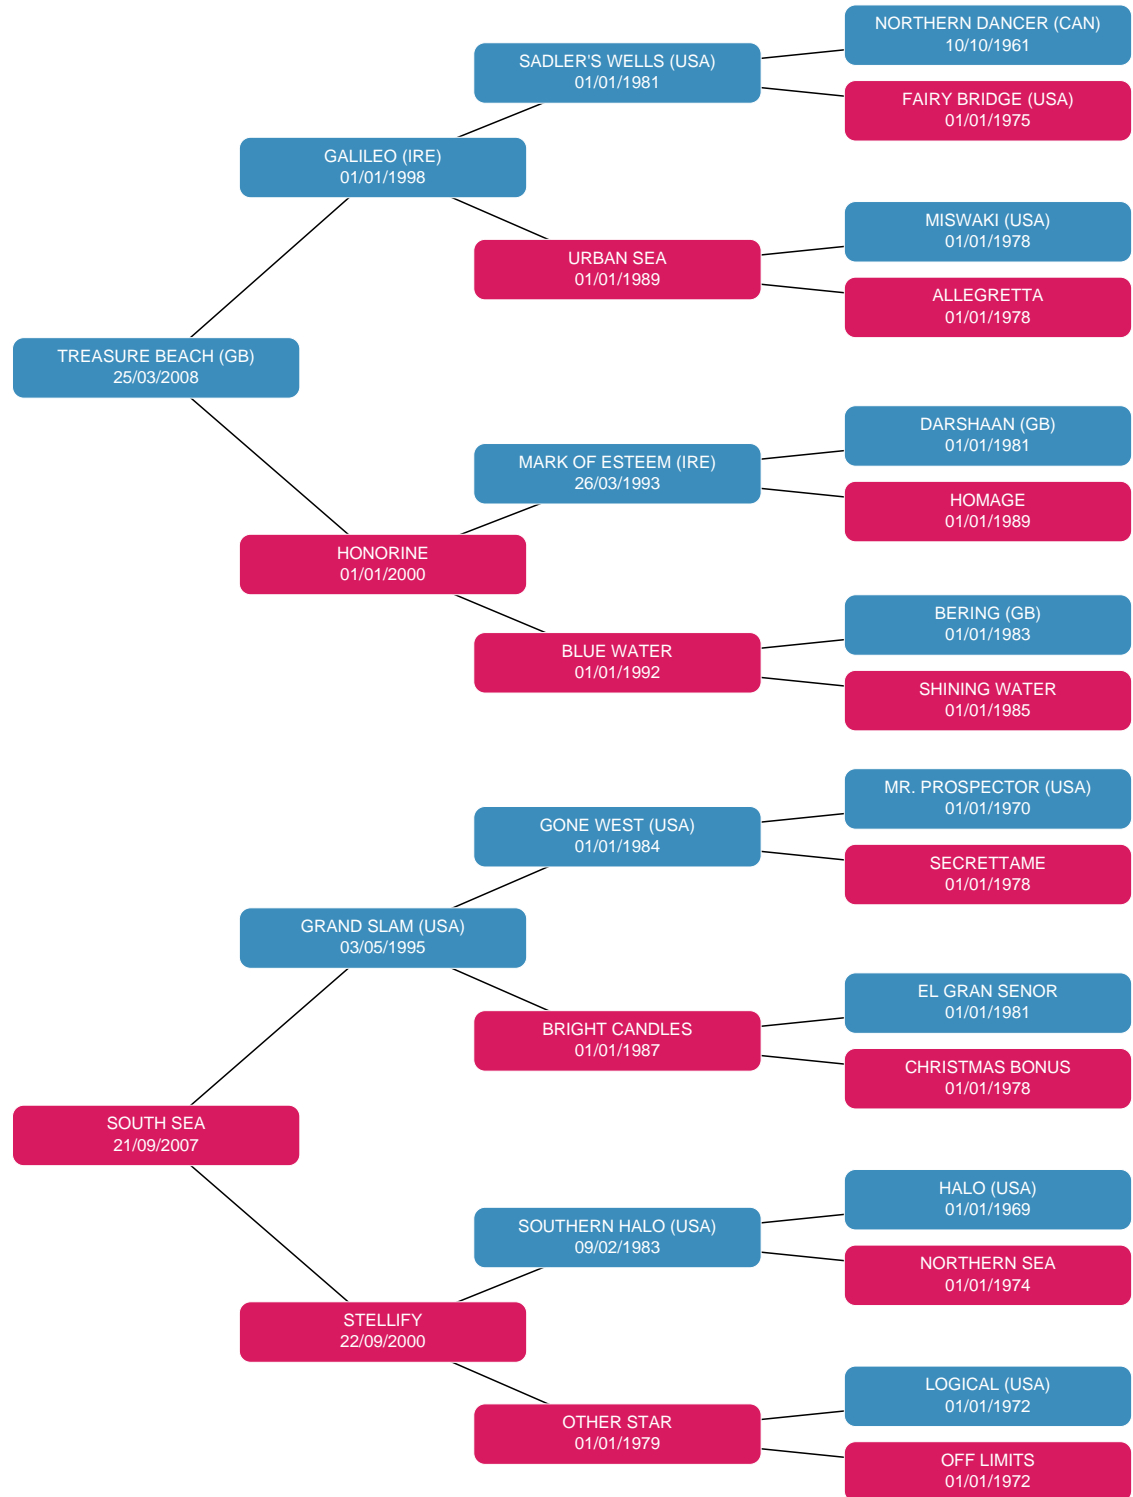 NORTHERN DANCER (CAN)
10/10/1961
SADLER'S WELLS (USA)
01/01/1981
FAIRY BRIDGE (USA)
01/01/1975
GALILEO (IRE)
01/01/1998
MISWAKI (USA)
01/01/1978
URBAN SEA
01/01/1989
ALLEGRETTA
01/01/1978
TREASURE BEACH (GB)
25/03/2008
DARSHAAN (GB)
01/01/1981
MARK OF ESTEEM (IRE)
26/03/1993
HOMAGE
01/01/1989
HONORINE
01/01/2000
BERING (GB)
01/01/1983
BLUE WATER
01/01/1992
SHINING WATER
01/01/1985
MR. PROSPECTOR (USA)
01/01/1970
GONE WEST (USA)
01/01/1984
SECRETTAME
01/01/1978
GRAND SLAM (USA)
03/05/1995
EL GRAN SENOR
01/01/1981
BRIGHT CANDLES
01/01/1987
CHRISTMAS BONUS
01/01/1978
SOUTH SEA
21/09/2007
HALO (USA)
01/01/1969
SOUTHERN HALO (USA)
09/02/1983
NORTHERN SEA
01/01/1974
STELLIFY
22/09/2000
LOGICAL (USA)
01/01/1972
OTHER STAR
01/01/1979
OFF LIMITS
01/01/1972